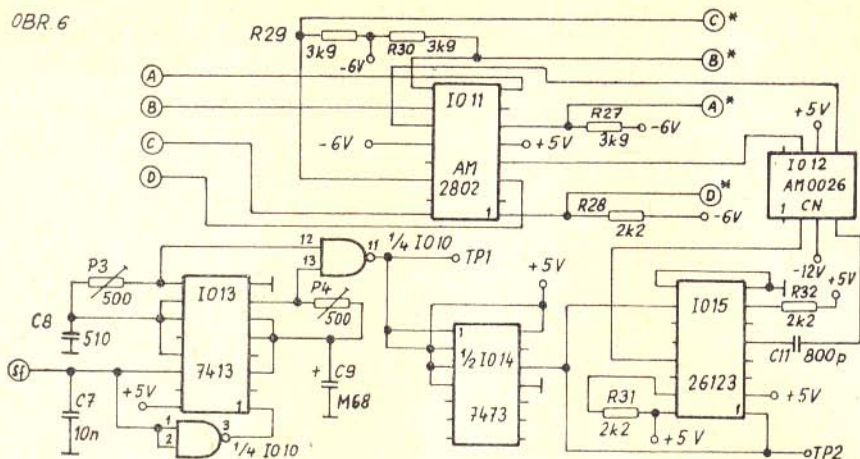 OBR. 6
C *
R29
3k9
R30
3k9
-6V
B *
A
IO11
A *
B
R27
3k9
-6V
+5V
-6V
+5V
C
AM
2802
IO12
AM0026
CN
1
D
D *
1
R28
2k2
-6V
-12V
12
13
11
1/4 IO10
TP1
P3
500
IO13
P4
500
+5V
+5V
IO15
R32
2k2
C8
510
7413
1
1/2 IO14
C11
800p
Sf
C9
M68
+
7473
26123
C7
10n
+5V
1
1
2
3
1/4 IO10
R31
2k2
+5V
+5V
1
TP2